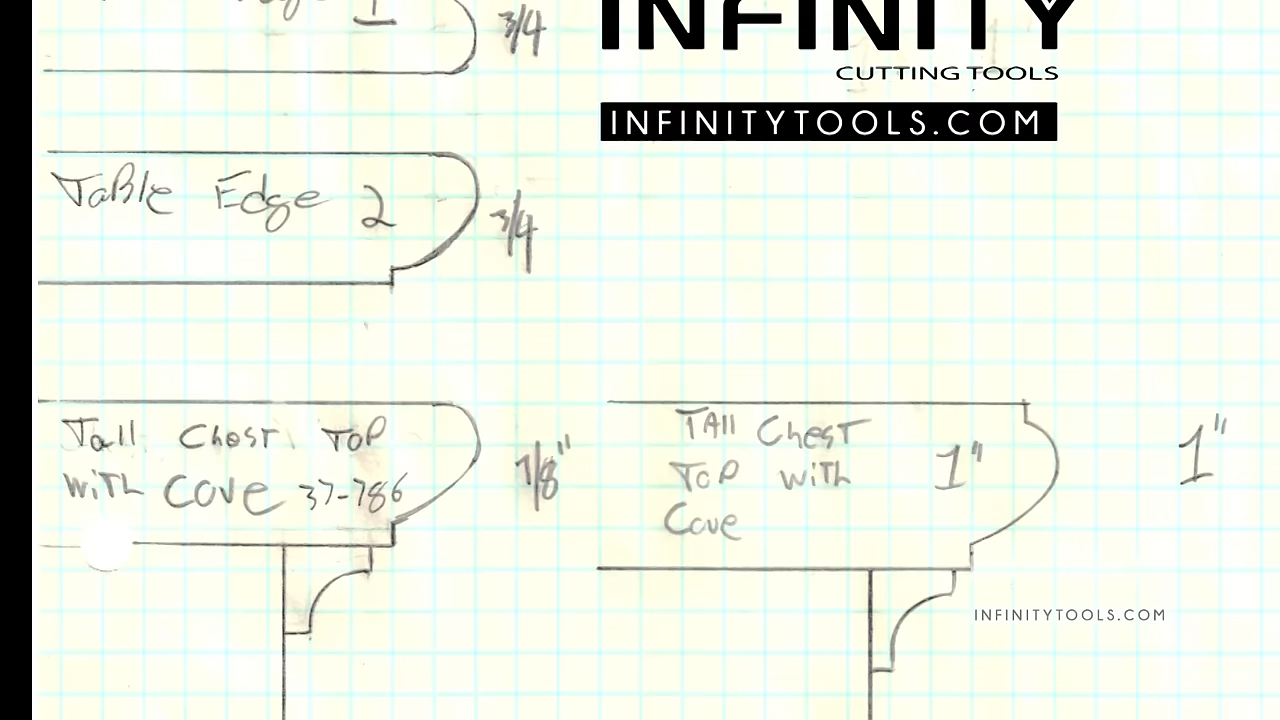 1
3/4
INFINITY
CUTTING TOOLS
INFINITYTOOLS.COM
Table Edge 2
3/4
Tall Chest Top
With Cove 37-786
7/8"
Tall Chest
Top with
Cove
1"
1"
INFINITYTOOLS.COM